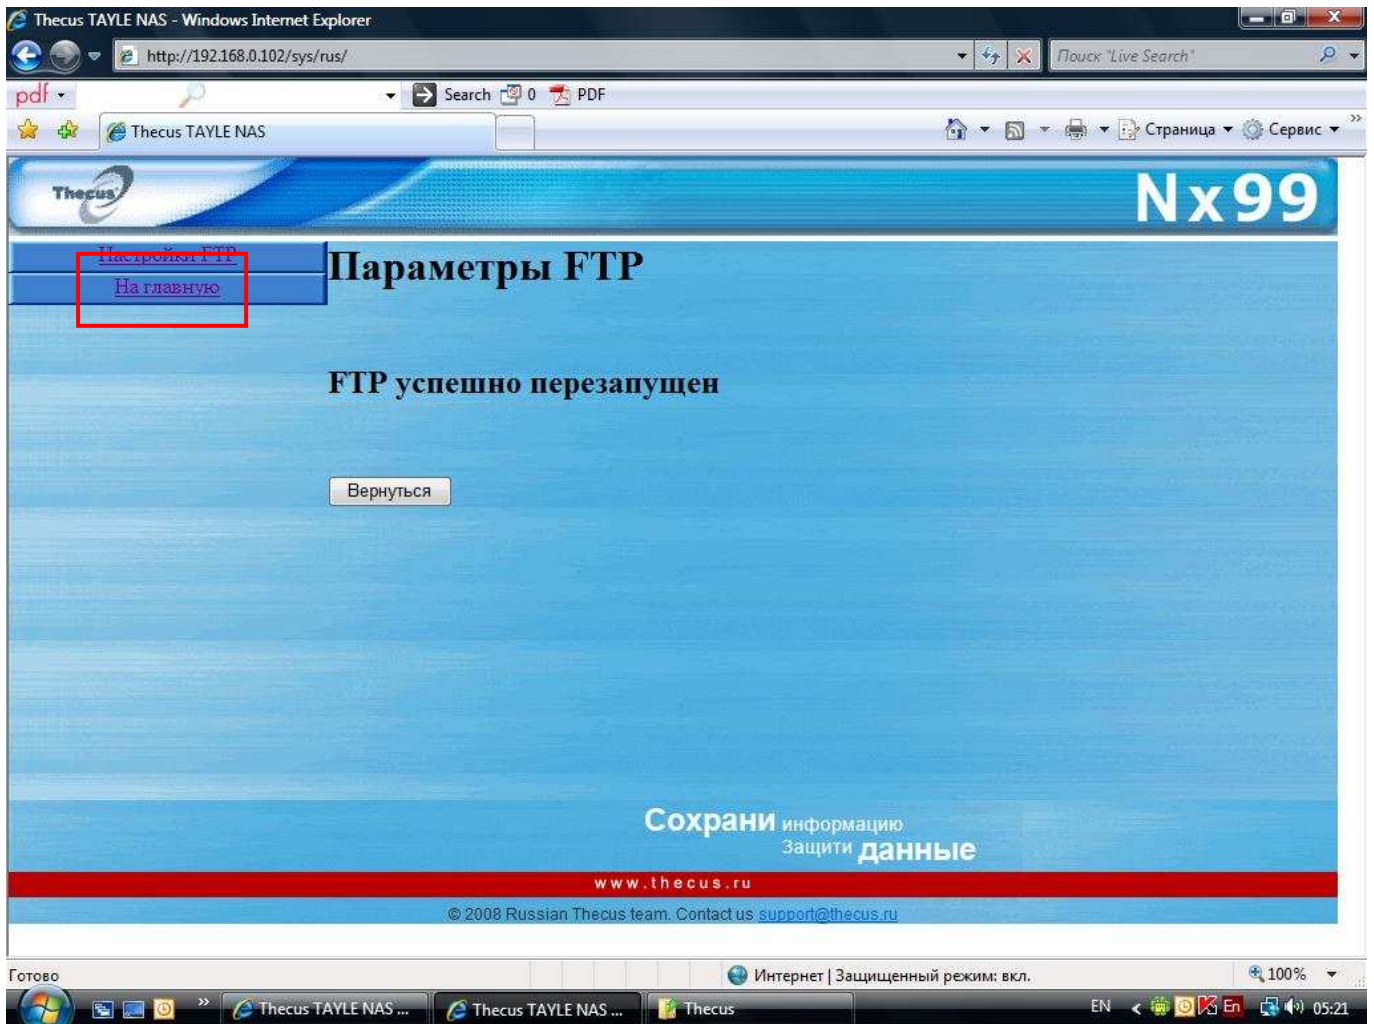 Thecus TAYLE NAS - Windows Internet Explorer
http://192.168.0.102/sys/rus/
Поиск "Live Search"
pdf
Search 0 PDF
Thecus TAYLE NAS
Страница Сервис
Thecus
Nx99
Настройки FTP
На главную
Параметры FTP
FTP успешно перезапущен
Вернуться
Сохрани информацию
Защити данные
www.thecus.ru
© 2008 Russian Thecus team. Contact us support@thecus.ru
Готово
Интернет | Защищенный режим: вкл.
100%
Thecus TAYLE NAS ...
Thecus TAYLE NAS ...
Thecus
EN
En
05:21